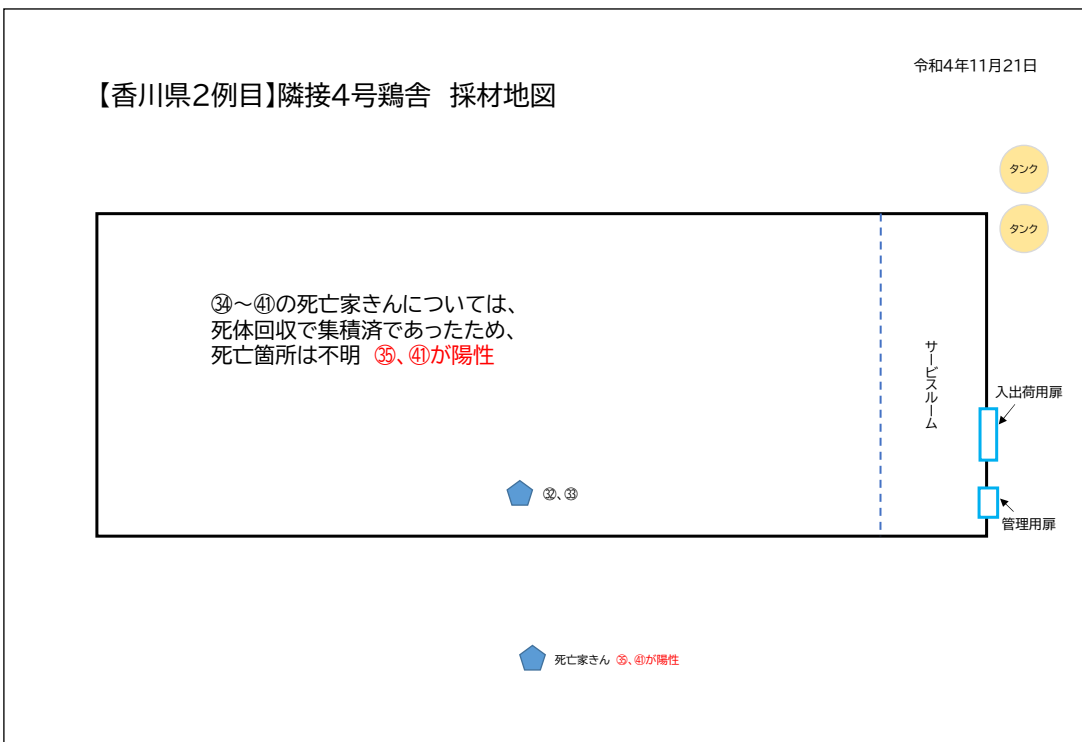 令和4年11月21日
【香川県2例目】隣接4号鶏舎　採材地図
タンク
タンク
㉞～㊶の死亡家きんについては、
死体回収で集積済であったため、
死亡箇所は不明 ㉟、㊶が陽性
サービスルーム
入出荷用扉
㉜、㉝
管理用扉
死亡家きん ㉟、㊶が陽性